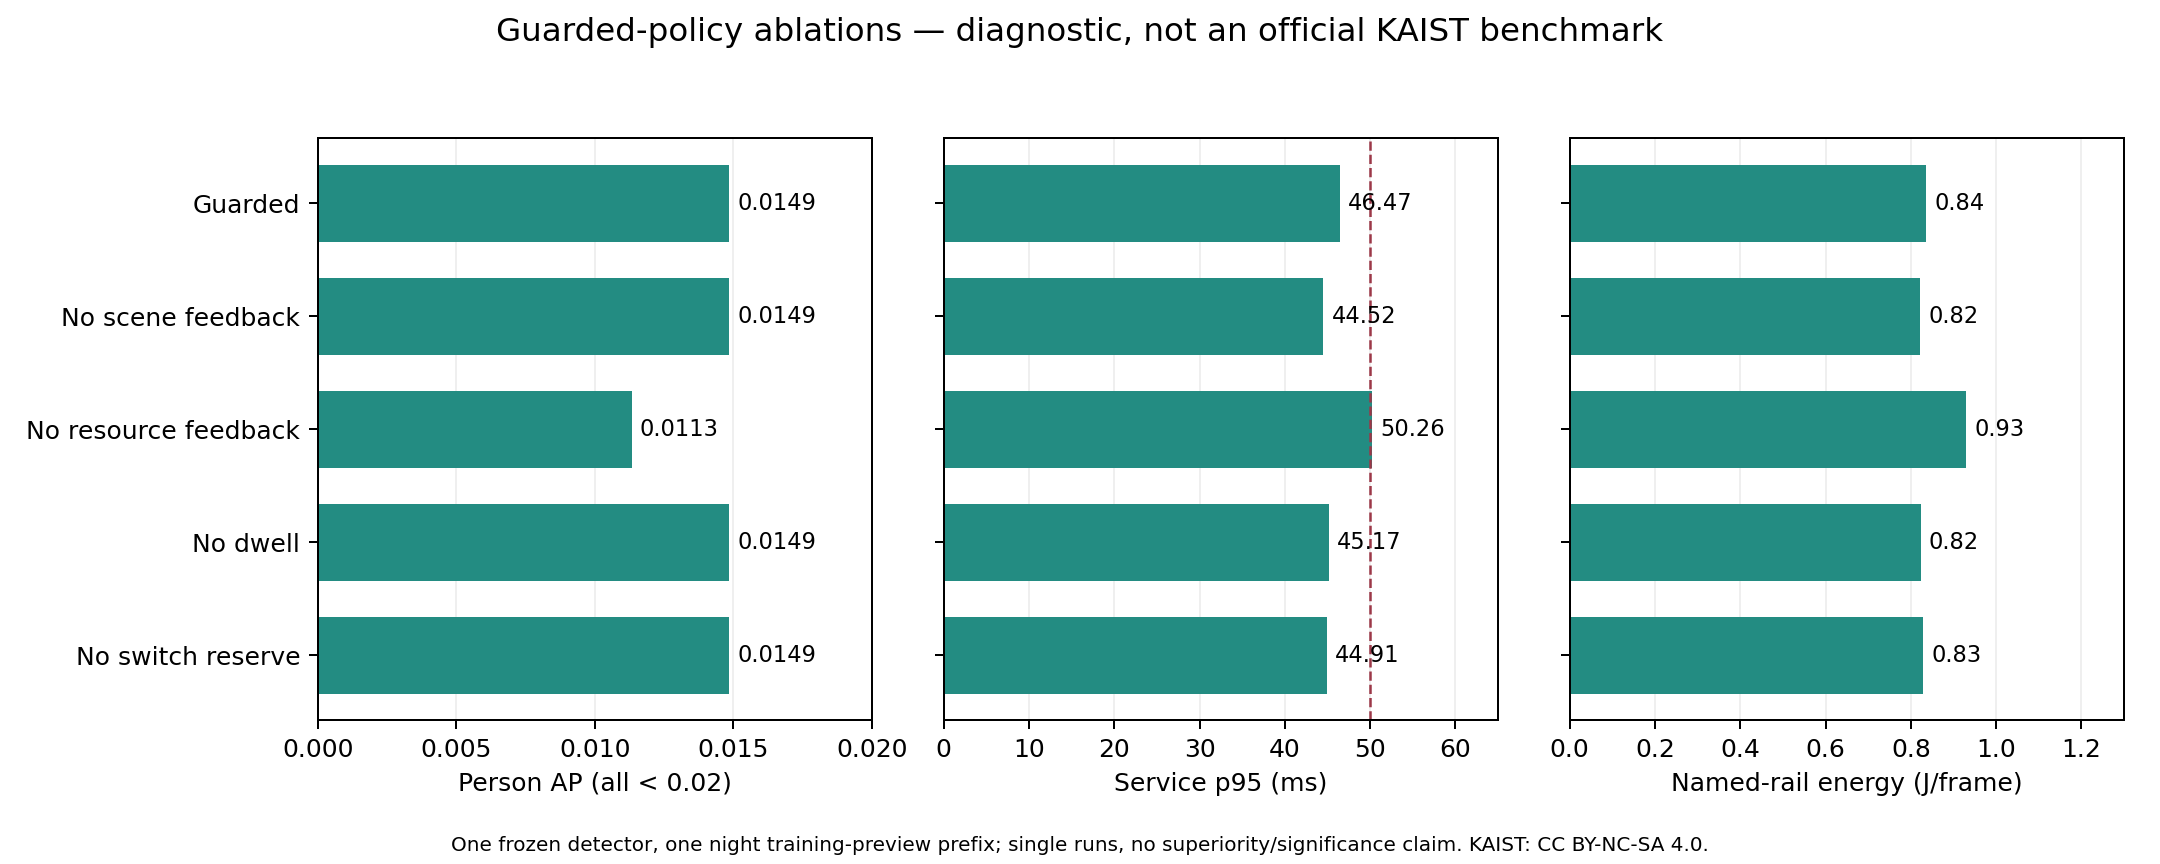 Guarded-policy ablations — diagnostic, not an official KAIST benchmark
Guarded
No scene feedback
No resource feedback
No dwell
No switch reserve
0.0149
0.0149
0.0113
0.0149
0.0149
0.000 0.005 0.010 0.015 0.020
Person AP (all < 0.02)
46.47
44.52
50.26
45.17
44.91
0 10 20 30 40 50 60
Service p95 (ms)
0.84
0.82
0.93
0.82
0.83
0.0 0.2 0.4 0.6 0.8 1.0 1.2
Named-rail energy (J/frame)
One frozen detector, one night training-preview prefix; single runs, no superiority/significance claim. KAIST: CC BY-NC-SA 4.0.